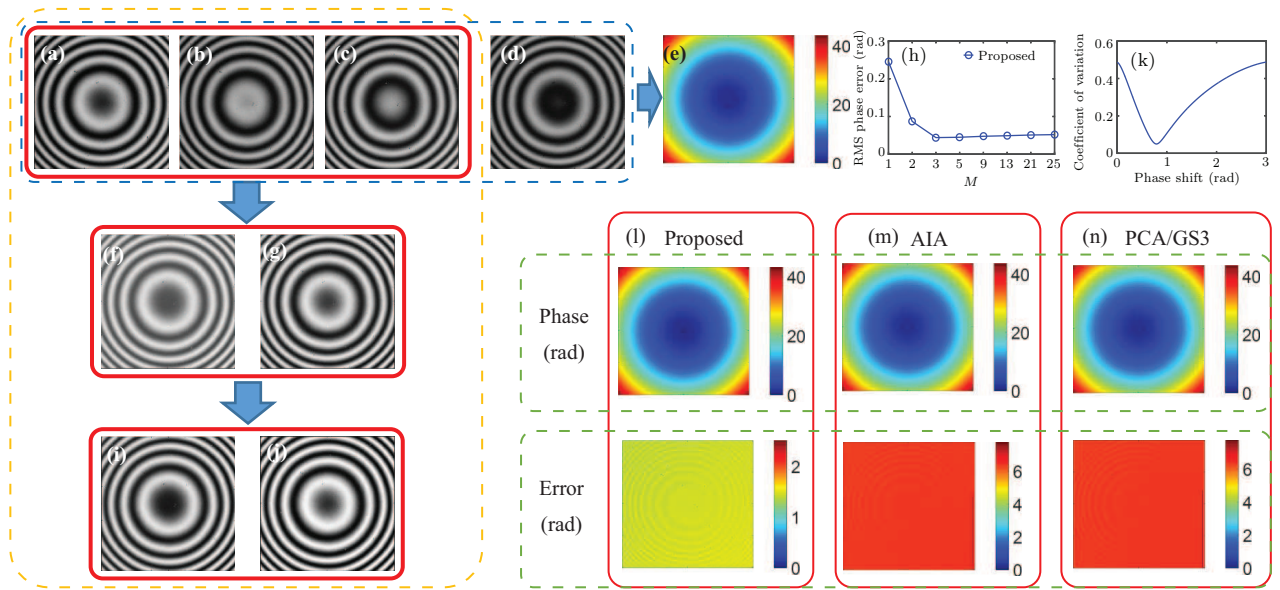 (a)
(b)
(c)
(d)
(e)
40
20
0
(h)
Proposed
RMS phase error (rad)
0.3
0.2
0.1
0
1 2 3 5 9 13 21 25
M
(k)
Coefficient of variation
0.6
0.4
0.2
0
0 1 2 3
Phase shift (rad)
(f)
(g)
(i)
(j)
(l) Proposed
(m) AIA
(n) PCA/GS3
Phase
(rad)
40
20
0
40
20
0
40
20
0
Error
(rad)
2
1
0
6
4
2
0
6
4
2
0